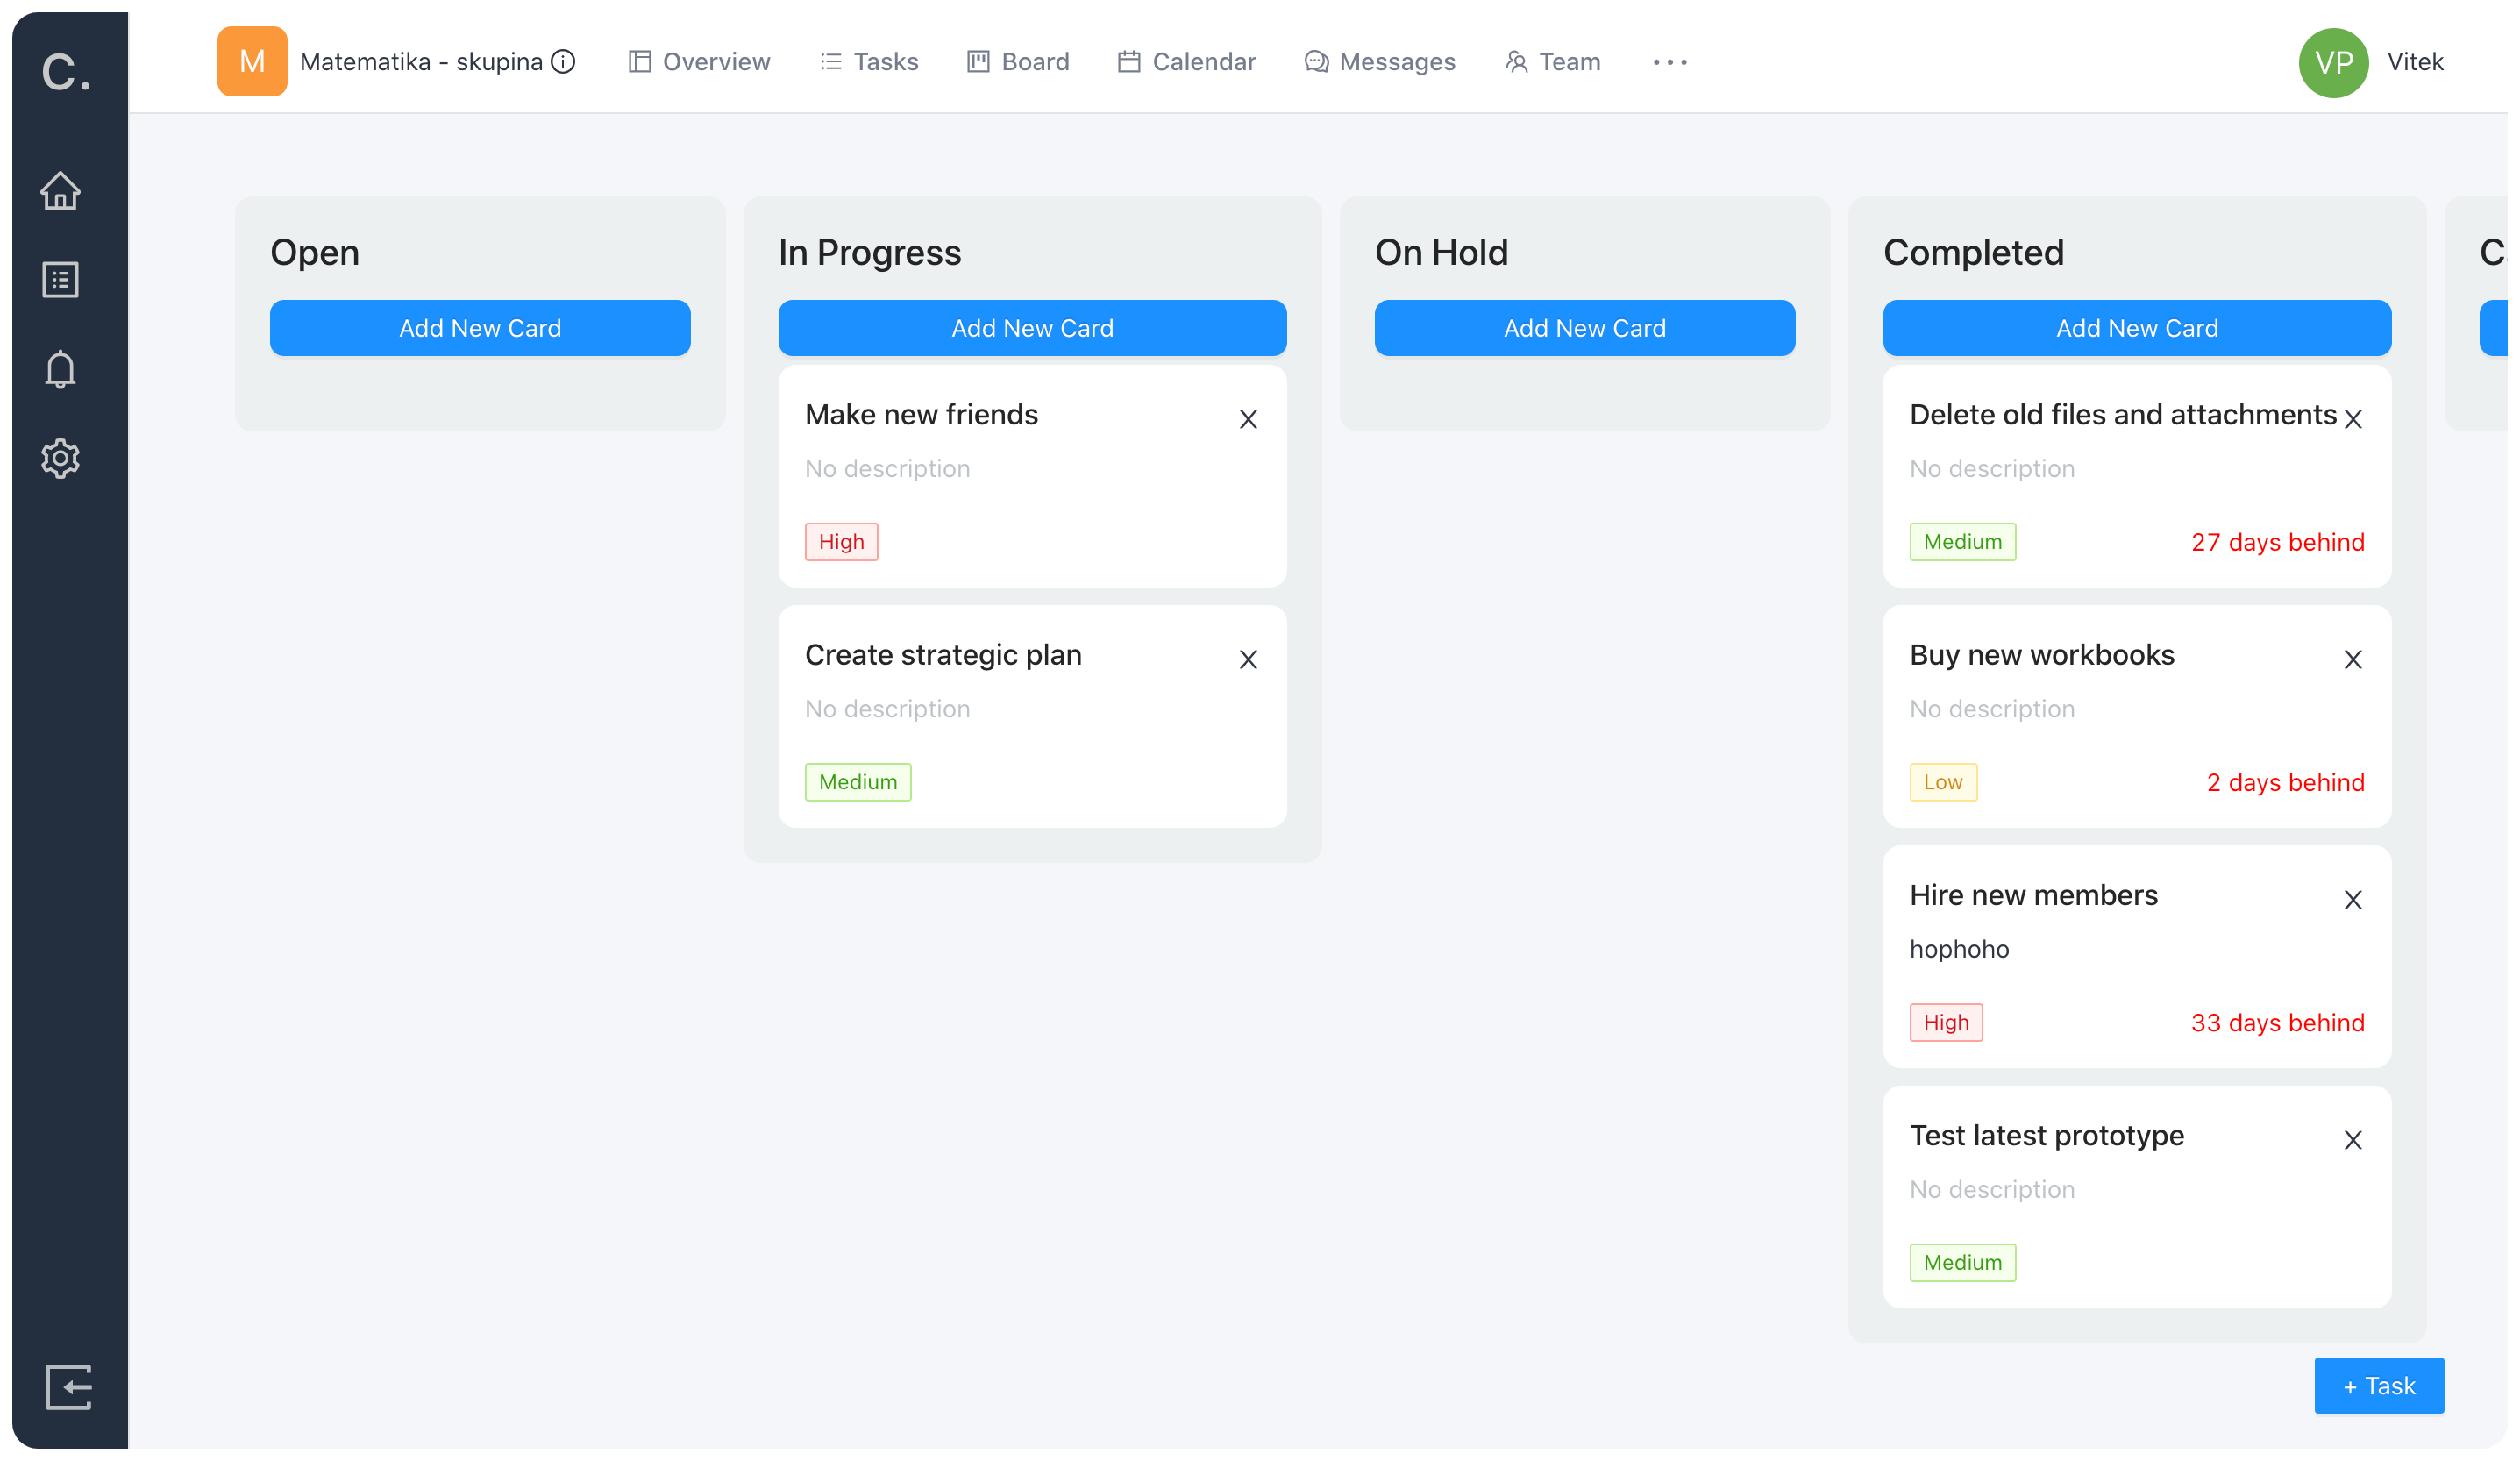 C.
M
Matematika - skupina
Overview
Tasks
Board
Calendar
Messages
Team
VP
Vitek
Open
Add New Card
In Progress
Add New Card
Make new friends
X
No description
High
Create strategic plan
X
No description
Medium
On Hold
Add New Card
Completed
Add New Card
Delete old files and attachments
X
No description
Medium
27 days behind
Buy new workbooks
X
No description
Low
2 days behind
Hire new members
X
hophoho
High
33 days behind
Test latest prototype
X
No description
Medium
+ Task